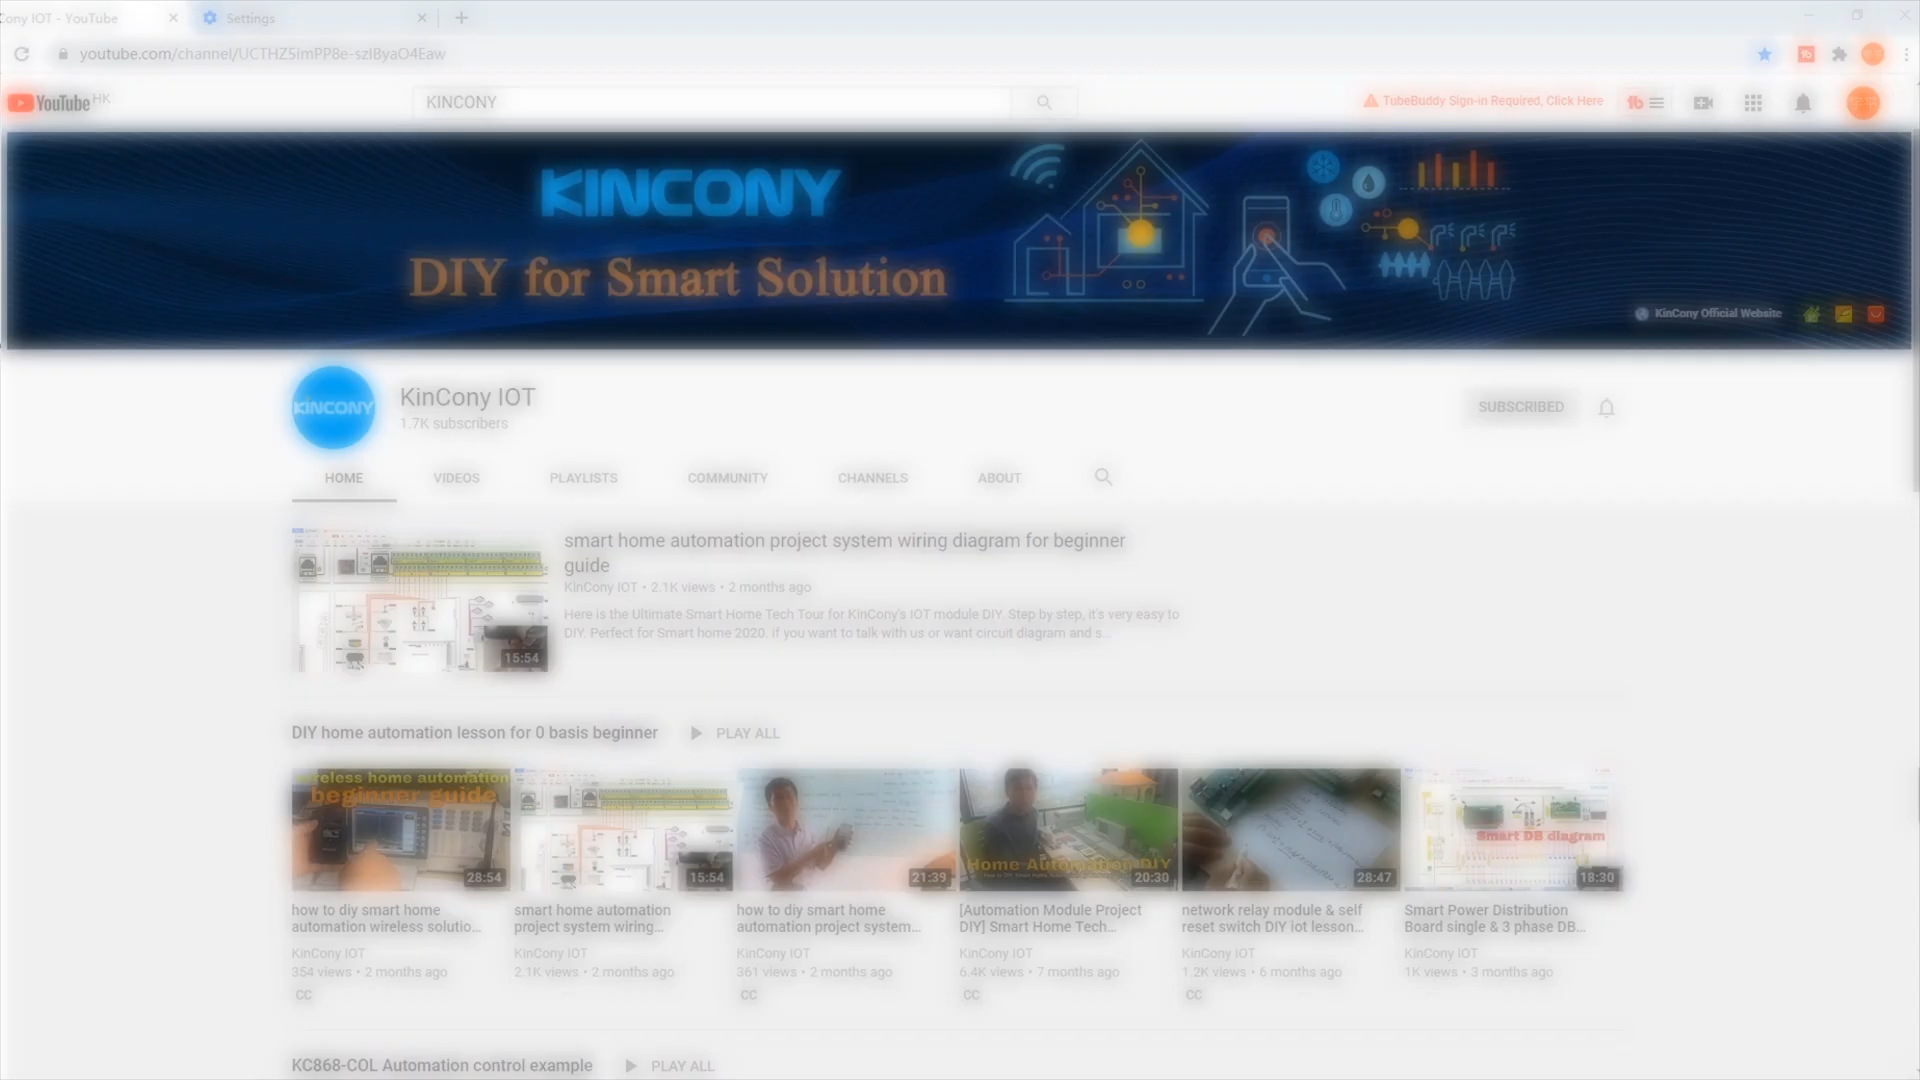 Cony IOT - YouTube
Settings
youtube.com/channel/UCTHZ5imPP8e-szIByaO4Eaw
YouTube HK
KINCONY
TubeBuddy Sign-in Required, Click Here
KINCONY
DIY for Smart Solution
KinCony Official Website
KINCONY
KinCony IOT
1.7K subscribers
SUBSCRIBED
HOME
VIDEOS
PLAYLISTS
COMMUNITY
CHANNELS
ABOUT
smart home automation project system wiring diagram for beginner
guide
KinCony IOT • 2.1K views • 2 months ago
Here is the Ultimate Smart Home Tech Tour for KinCony's IOT module DIY. Step by step, it's very easy to
DIY. Perfect for Smart home 2020. if you want to talk with us or want circuit diagram and s...
15:54
DIY home automation lesson for 0 basis beginner
PLAY ALL
wireless home automation
beginner guide
28:54
15:54
21:39
Home Automation DIY
20:30
28:47
Smart DB diagram
18:30
how to diy smart home
automation wireless solutio...
KinCony IOT
354 views • 2 months ago
CC
smart home automation
project system wiring...
KinCony IOT
2.1K views • 2 months ago
how to diy smart home
automation project system...
KinCony IOT
361 views • 2 months ago
CC
[Automation Module Project
DIY] Smart Home Tech...
KinCony IOT
6.4K views • 7 months ago
CC
network relay module & self
reset switch DIY iot lesson...
KinCony IOT
1.2K views • 6 months ago
CC
Smart Power Distribution
Board single & 3 phase DB...
KinCony IOT
1K views • 3 months ago
KC868-COL Automation control example
PLAY ALL